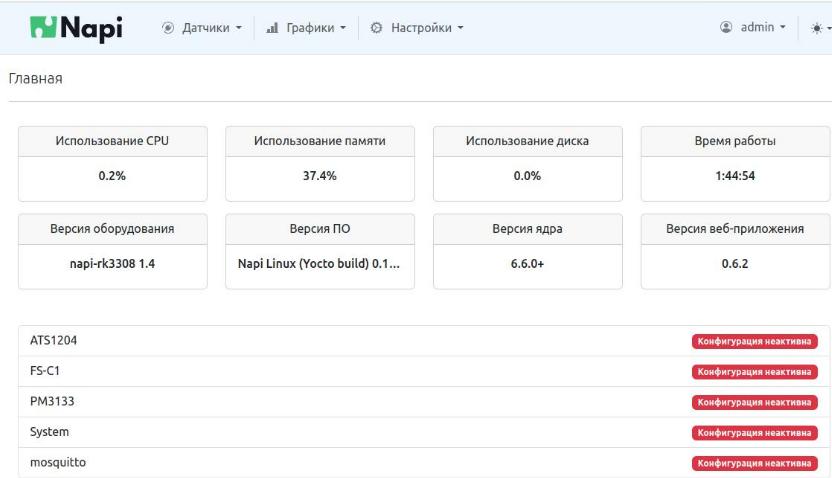 Napi Датчики Графики Настройки admin
Главная
Использование CPU Использование памяти Использование диска Время работы
0.2% 37.4% 0.0% 1:44:54
Версия оборудования Версия ПО Версия ядра Версия веб-приложения
napi-rk3308 1.4 Napi Linux (Yocto build) 0.1... 6.6.0+ 0.6.2
ATS1204 Конфигурация неактивна
FS-C1 Конфигурация неактивна
PM3133 Конфигурация неактивна
System Конфигурация неактивна
mosquitto Конфигурация неактивна